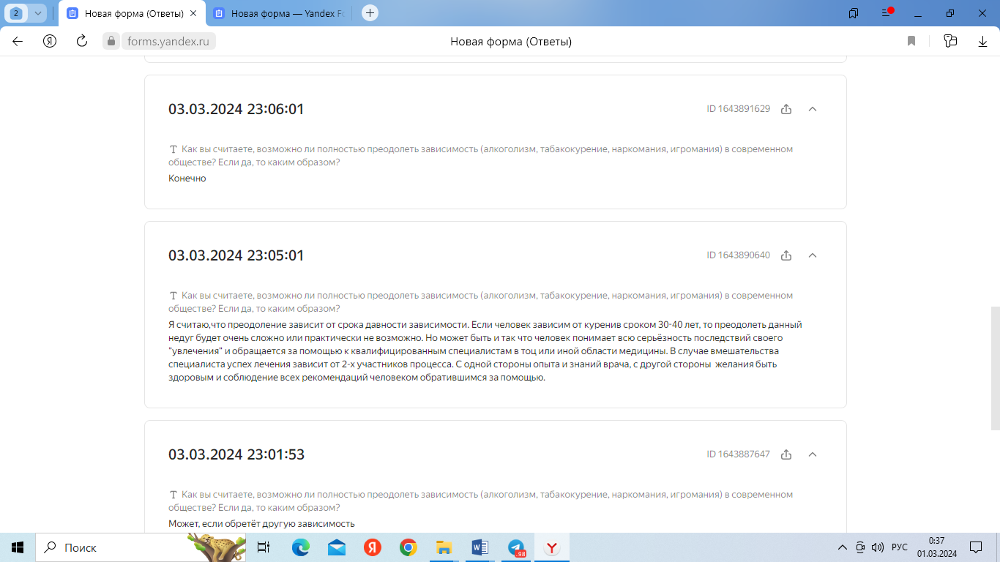 2
Новая форма (Ответы)
Новая форма — Yandex Fo
forms.yandex.ru
Новая форма (Ответы)
03.03.2024 23:06:01
ID 1643891629
Как вы считаете, возможно ли полностью преодолеть зависимость (алкоголизм, табакокурение, наркомания, игромания) в современном
обществе? Если да, то каким образом?
Конечно
03.03.2024 23:05:01
ID 1643890640
Как вы считаете, возможно ли полностью преодолеть зависимость (алкоголизм, табакокурение, наркомания, игромания) в современном
обществе? Если да, то каким образом?
Я считаю,что преодоление зависит от срока давности зависимости. Если человек зависим от куренив сроком 30-40 лет, то преодолеть данный
недуг будет очень сложно или практически не возможно. Но может быть и так что человек понимает всю серьёзность последствий своего
"увлечения" и обращается за помощью к квалифицированным специалистам в тоц или иной области медицины. В случае вмешательства
специалиста успех лечения зависит от 2-х участников процесса. С одной стороны опыта и знаний врача, с другой стороны  желания быть
здоровым и соблюдение всех рекомендаций человеком обратившимся за помощью.
03.03.2024 23:01:53
ID 1643887647
Как вы считаете, возможно ли полностью преодолеть зависимость (алкоголизм, табакокурение, наркомания, игромания) в современном
обществе? Если да, то каким образом?
Может, если обретёт другую зависимость
Поиск
98
РУС
0:37
01.03.2024